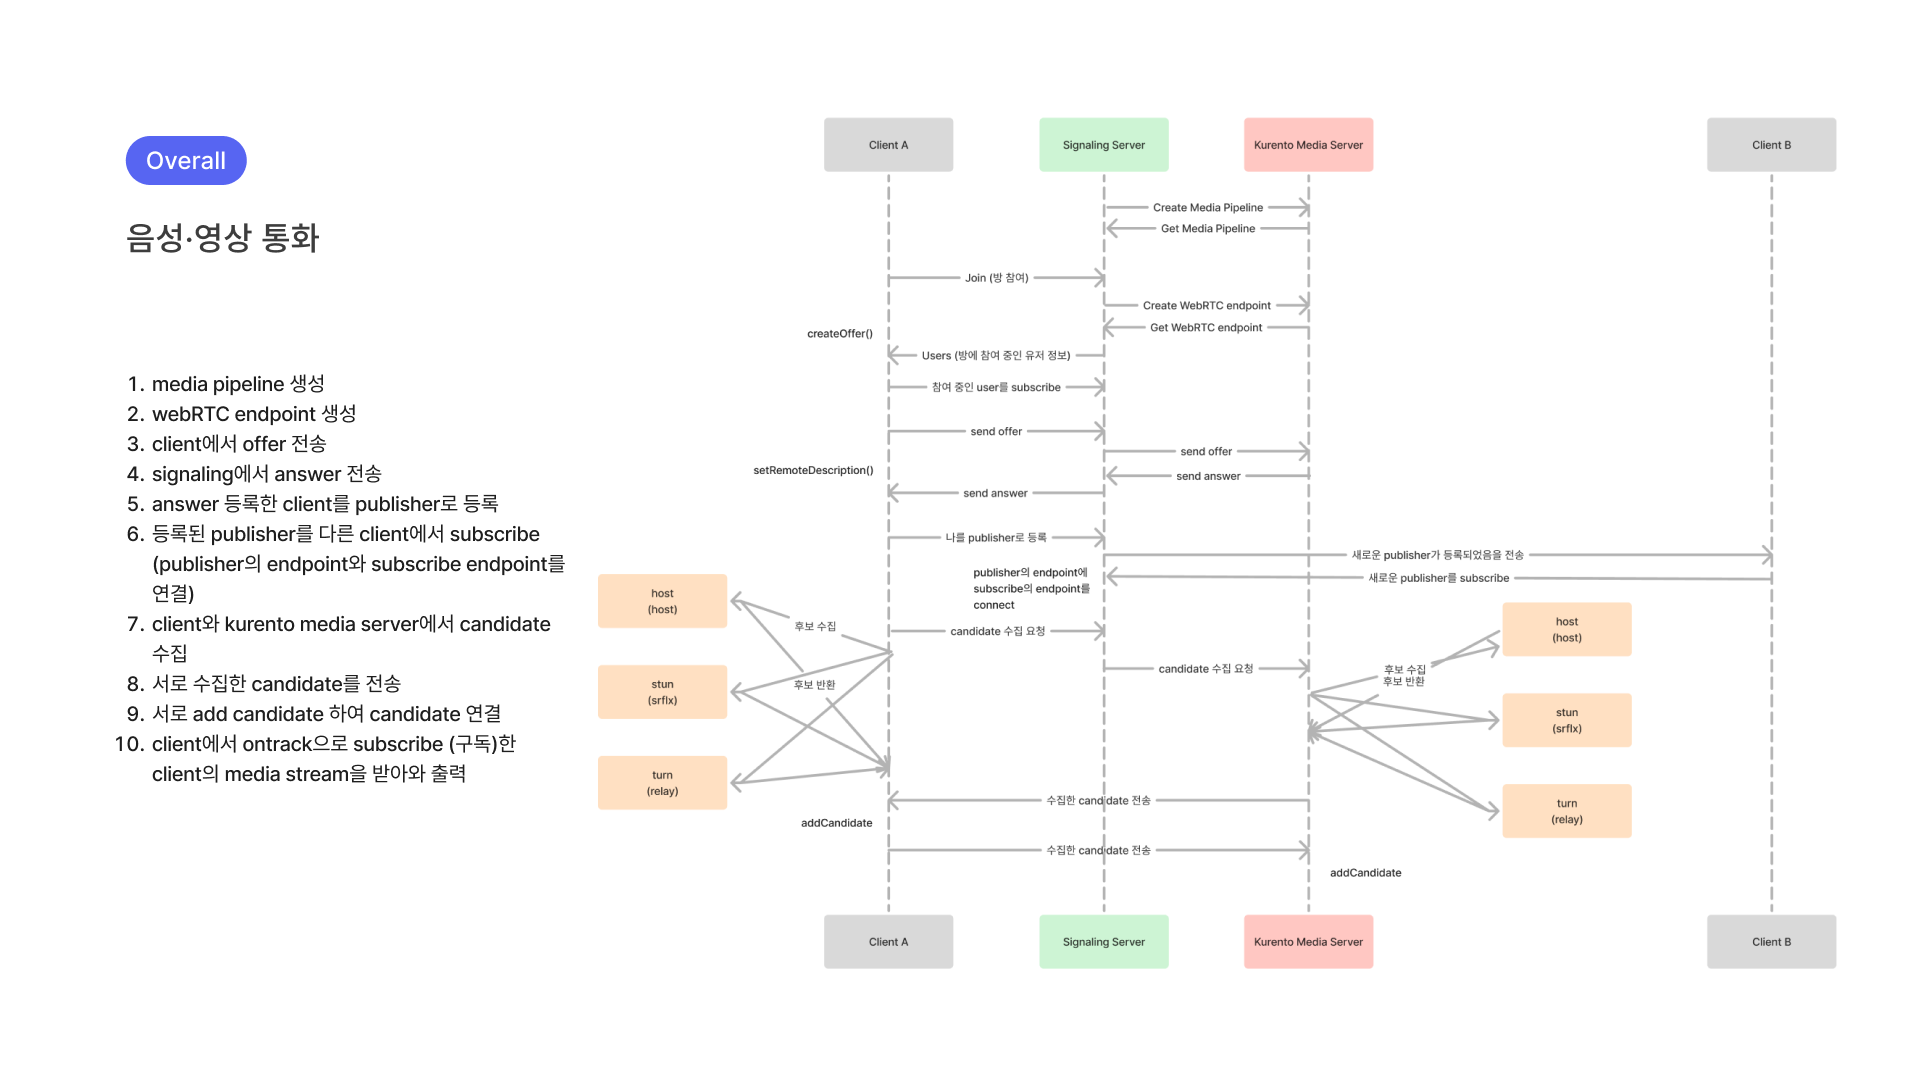 Overall
음성·영상 통화
1. media pipeline 생성
2. webRTC endpoint 생성
3. client에서 offer 전송
4. signaling에서 answer 전송
5. answer 등록한 client를 publisher로 등록
6. 등록된 publisher를 다른 client에서 subscribe
(publisher의 endpoint와 subscribe endpoint를
연결)
7. client와 kurento media server에서 candidate
수집
8. 서로 수집한 candidate를 전송
9. 서로 add candidate 하여 candidate 연결
10. client에서 ontrack으로 subscribe (구독)한
client의 media stream을 받아와 출력
Client A
Signaling Server
Kurento Media Server
Client B
Create Media Pipeline
Get Media Pipeline
Join (방 참여)
Create WebRTC endpoint
Get WebRTC endpoint
createOffer()
Users (방에 참여 중인 유저 정보)
참여 중인 user를 subscribe
send offer
send offer
setRemoteDescription()
send answer
send answer
나를 publisher로 등록
새로운 publisher가 등록되었음을 전송
새로운 publisher를 subscribe
publisher의 endpoint에
subscribe의 endpoint를
connect
host
(host)
후보 수집
candidate 수집 요청
host
(host)
candidate 수집 요청
후보 수집
후보 반환
stun
(srflx)
후보 반환
stun
(srflx)
turn
(relay)
turn
(relay)
수집한 candidate 전송
addCandidate
수집한 candidate 전송
addCandidate
Client A
Signaling Server
Kurento Media Server
Client B